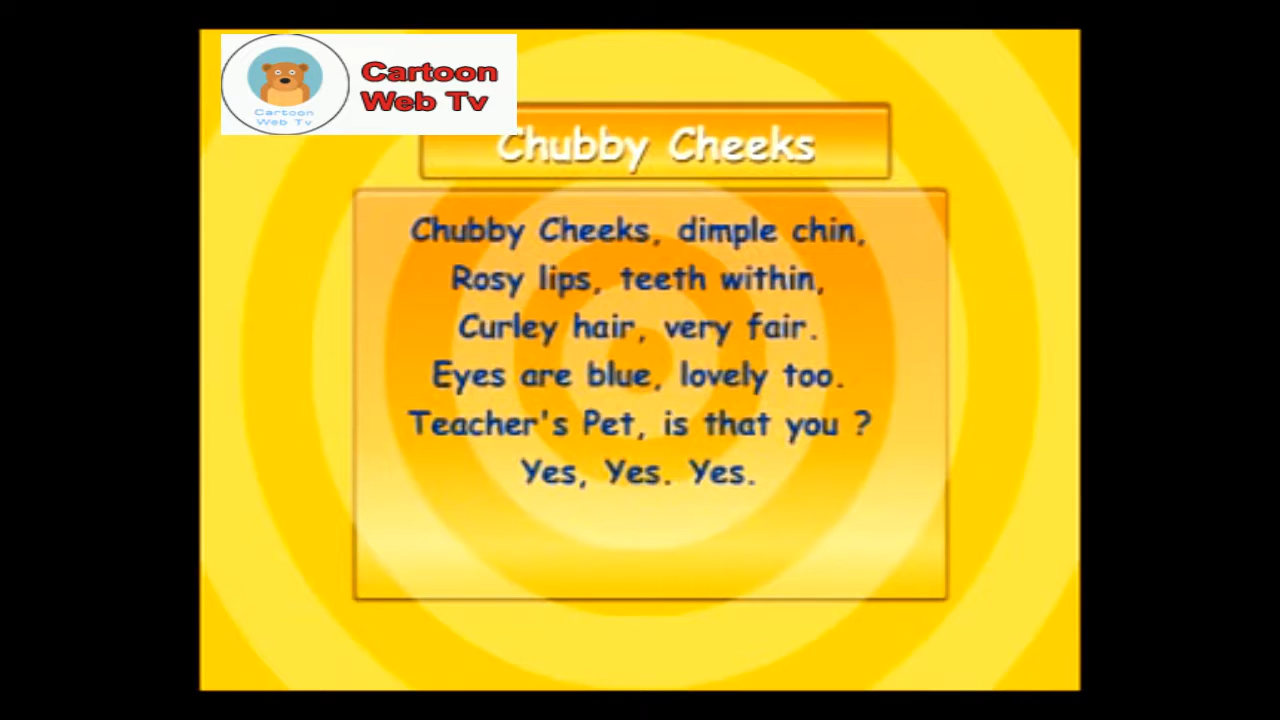 Cartoon
Web Tv
Cartoon
Web Tv
Chubby Cheeks
Chubby Cheeks, dimple chin,
Rosy lips, teeth within,
Curley hair, very fair.
Eyes are blue, lovely too.
Teacher's Pet, is that you ?
Yes, Yes. Yes.